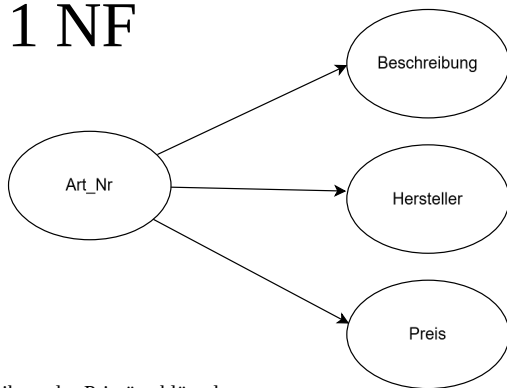 1 NF
Beschreibung
Art_Nr
Hersteller
Preis